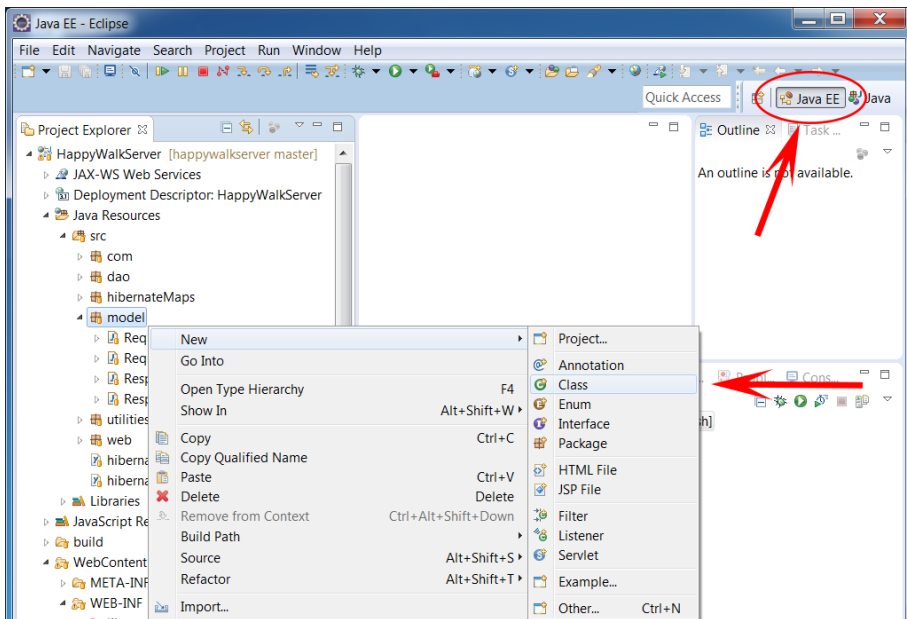 Java EE - Eclipse
File Edit Navigate Search Project Run Window Help
Quick Access
Java EE
Java
Project Explorer
Outline
Task ...
HappyWalkServer [happywalkserver master]
An outline is not available.
JAX-WS Web Services
Deployment Descriptor: HappyWalkServer
Java Resources
src
com
dao
hibernateMaps
model
Req
Req
Resp
Resp
utilities
web
hiberna
hiberna
Libraries
JavaScript Re
build
WebContent
META-INF
WEB-INF
New
Go Into
Open Type Hierarchy F4
Show In Alt+Shift+W
Copy Ctrl+C
Copy Qualified Name
Paste Ctrl+V
Delete Delete
Remove from Context Ctrl+Alt+Shift+Down
Build Path
Source Alt+Shift+S
Refactor Alt+Shift+T
Import...
Project...
Annotation
Class
Enum
Interface
Package
HTML File
JSP File
Filter
Listener
Servlet
Example...
Other... Ctrl+N
Cons...
sh]